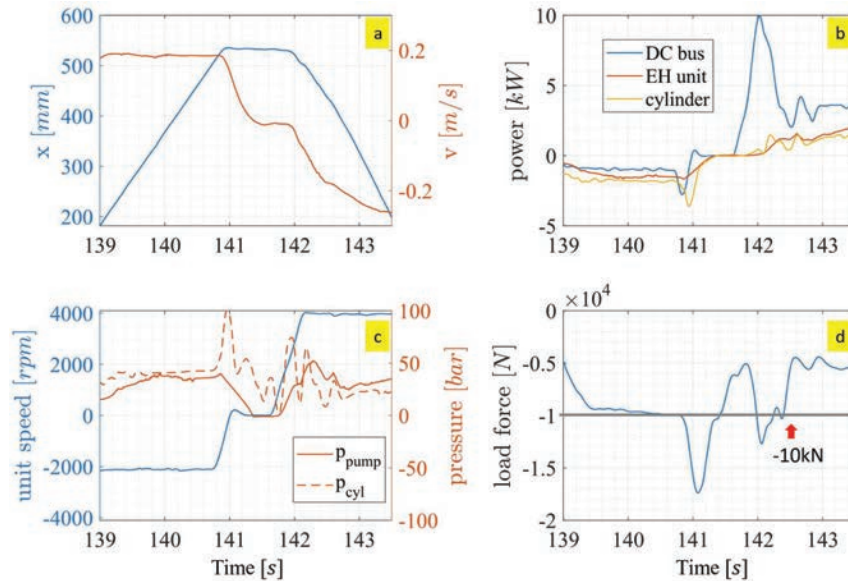 600
500
400
300
200
x [mm]
a
0.2
0
-0.2
v [m/s]
139 140 141 142 143
10
5
0
-5
power [kW]
b
DC bus
EH unit
cylinder
139 140 141 142 143
4000
2000
0
-2000
-4000
unit speed [rpm]
c
100
50
0
-50
-100
pressure [bar]
p_pump
p_cyl
139 140 141 142 143
Time [s]
×10⁴
0
-0.5
-1
-1.5
-2
load force [N]
d
-10kN
139 140 141 142 143
Time [s]